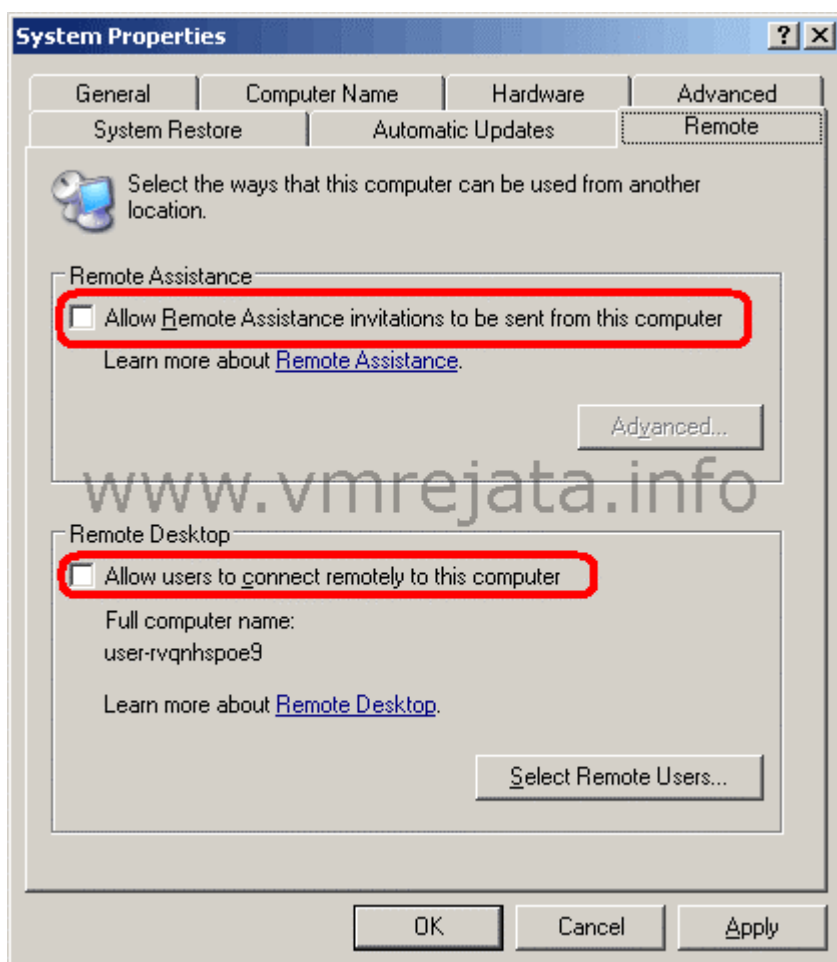 System Properties
General
Computer Name
Hardware
Advanced
System Restore
Automatic Updates
Remote
Select the ways that this computer can be used from another
location.
Remote Assistance
Allow Remote Assistance invitations to be sent from this computer
Learn more about Remote Assistance.
Advanced...
www.vmrejata.info
Remote Desktop
Allow users to connect remotely to this computer
Full computer name:
user-rvqnhspoe9
Learn more about Remote Desktop.
Select Remote Users...
OK
Cancel
Apply